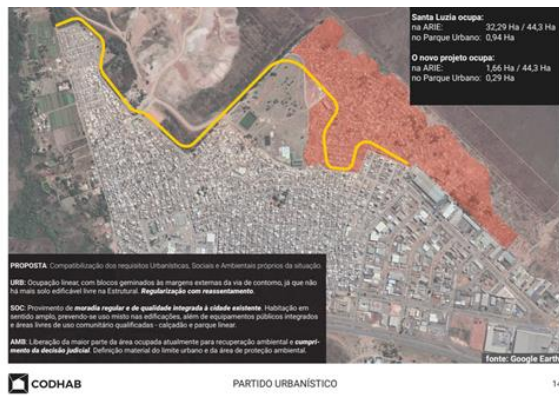 Santa Luzia ocupa:
na ARIE: 32,29 Ha / 44,3 Ha
no Parque Urbano: 0,94 Ha
O novo projeto ocupa:
na ARIE: 1,66 Ha / 44,3 Ha
no Parque Urbano: 0,29 Ha
PROPOSTA: Compatibilização dos requisitos Urbanísticas, Sociais e Ambientais próprios da situação.
URB: Ocupação linear, com blocos geminados às margens externas da via de contorno, já que não
há mais solo edificável livre na Estrutural. Regularização com reassentamento.
SOC: Provimento de moradia regular e de qualidade integrada à cidade existente. Habitação em
sentido amplo, prevendo-se uso misto nas edificações, além de equipamentos públicos integrados
e áreas livres de uso comunitário qualificadas - calçadão e parque linear.
AMB: Liberação da maior parte da área ocupada atualmente para recuperação ambiental e cumpri-
mento da decisão judicial. Definição material do limite urbano e da área de proteção ambiental.
fonte: Google Earth
CODHAB
PARTIDO URBANÍSTICO
14